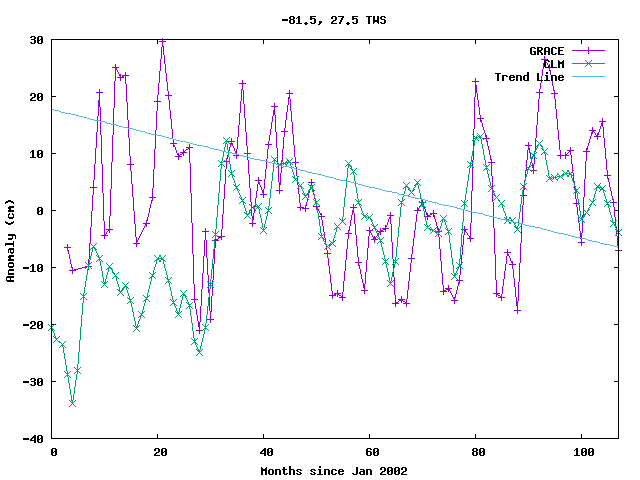 -81.5, 27.5 TWS
GRACE
CLM
Trend Line
30
20
10
0
-10
-20
-30
-40
Anomaly (cm)
0 20 40 60 80 100
Months since Jan 2002